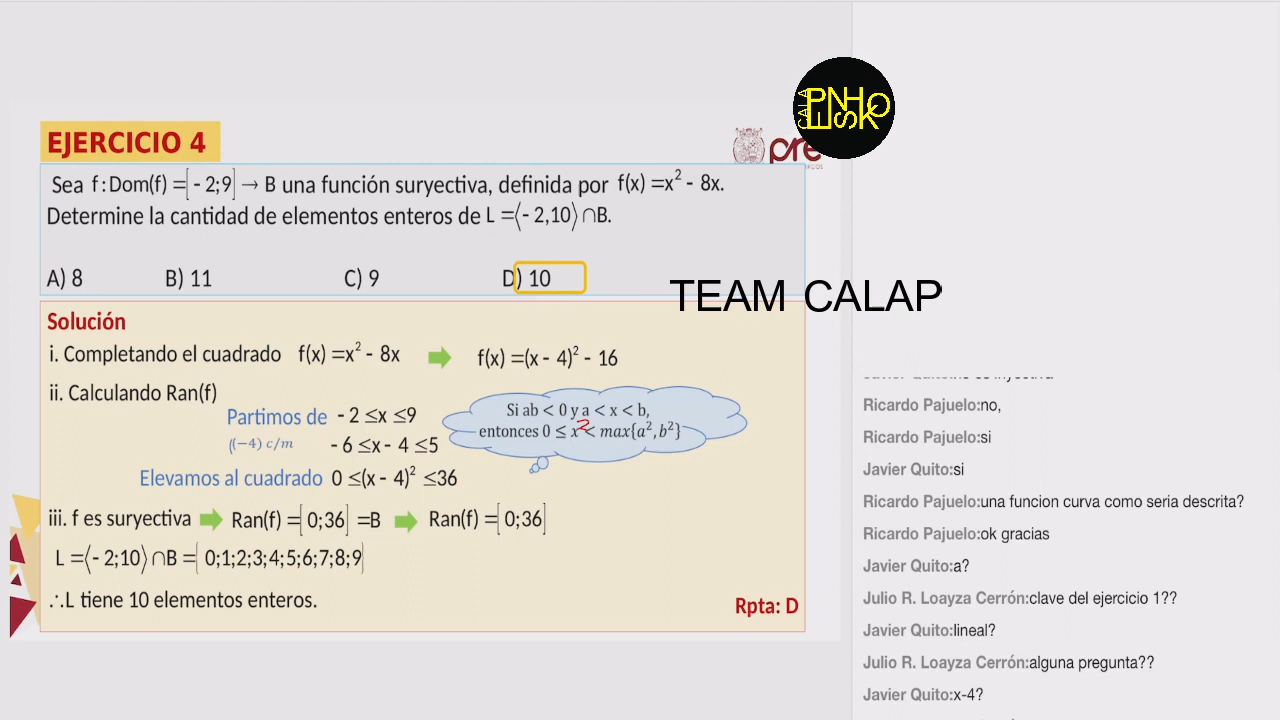 CALA
PENHO
ESK
EJERCICIO 4
pre
Sea f : Dom(f) =[- 2;9] → B una función suryectiva, definida por f(x) =x² - 8x.
Determine la cantidad de elementos enteros de L =⟨- 2,10⟩ ∩B.
A) 8 B) 11 C) 9 D) 10
TEAM CALAP
Solución
i. Completando el cuadrado f(x) =x² - 8x f(x) =(x - 4)² - 16
ii. Calculando Ran(f)
Partimos de - 2 ≤x ≤9
((−4) c/m - 6 ≤x - 4 ≤5
Si ab < 0 y a < x < b,
entonces 0 ≤ x² < max{a², b²}
Elevamos al cuadrado 0 ≤(x - 4)² ≤36
iii. f es suryectiva Ran(f) =[0;36] =B Ran(f) =[0;36]
L =⟨- 2;10⟩ ∩B ={ 0;1;2;3;4;5;6;7;8;9
∴L tiene 10 elementos enteros.
Rpta: D
Ricardo Pajuelo:no,
Ricardo Pajuelo:si
Javier Quito:si
Ricardo Pajuelo:una funcion curva como seria descrita?
Ricardo Pajuelo:ok gracias
Javier Quito:a?
Julio R. Loayza Cerrón:clave del ejercicio 1??
Javier Quito:lineal?
Julio R. Loayza Cerrón:alguna pregunta??
Javier Quito:x-4?